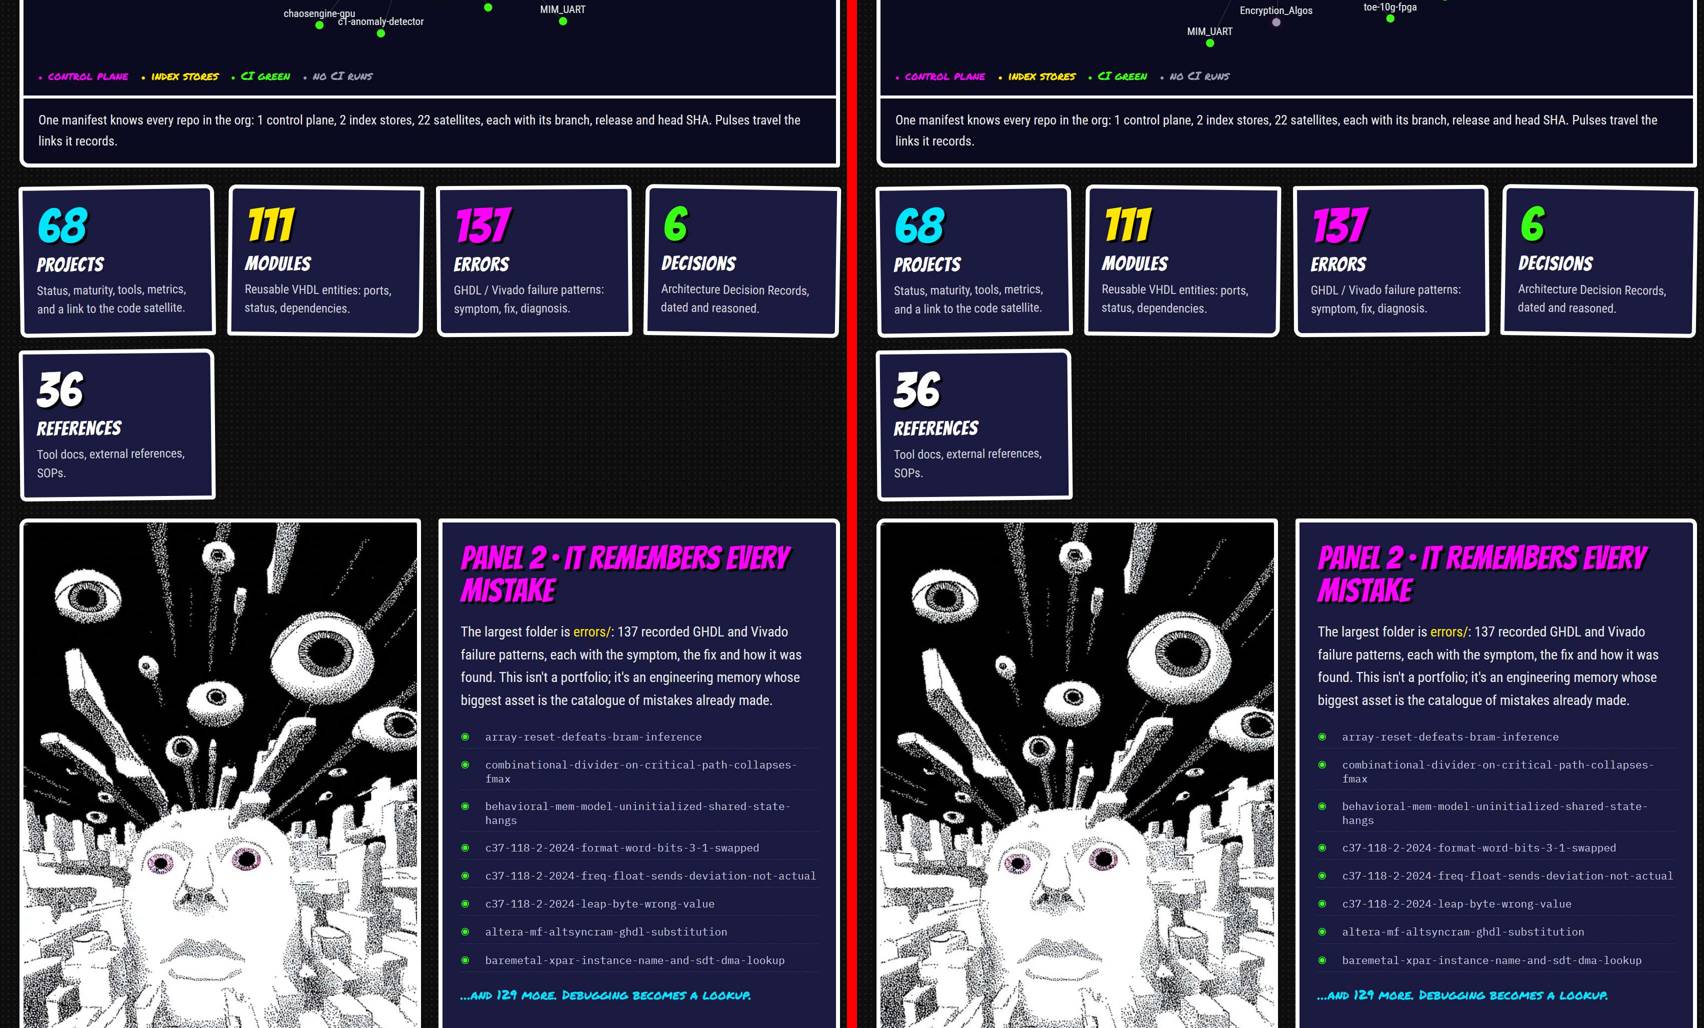 chaosengine-gpu
c1-anomaly-detector
MIM_UART
• CONTROL PLANE • INDEX STORES • CI GREEN • NO CI RUNS
One manifest knows every repo in the org: 1 control plane, 2 index stores, 22 satellites, each with its branch, release and head SHA. Pulses travel the
links it records.
68
PROJECTS
Status, maturity, tools, metrics,
and a link to the code satellite.
111
MODULES
Reusable VHDL entities: ports,
status, dependencies.
137
ERRORS
GHDL / Vivado failure patterns:
symptom, fix, diagnosis.
6
DECISIONS
Architecture Decision Records,
dated and reasoned.
36
REFERENCES
Tool docs, external references,
SOPs.
PANEL 2 • IT REMEMBERS EVERY
MISTAKE
The largest folder is errors/: 137 recorded GHDL and Vivado
failure patterns, each with the symptom, the fix and how it was
found. This isn't a portfolio; it's an engineering memory whose
biggest asset is the catalogue of mistakes already made.
array-reset-defeats-bram-inference
combinational-divider-on-critical-path-collapses-
fmax
behavioral-mem-model-uninitialized-shared-state-
hangs
c37-118-2-2024-format-word-bits-3-1-swapped
c37-118-2-2024-freq-float-sends-deviation-not-actual
c37-118-2-2024-leap-byte-wrong-value
altera-mf-altsyncram-ghdl-substitution
baremetal-xpar-instance-name-and-sdt-dma-lookup
...AND 129 MORE. DEBUGGING BECOMES A LOOKUP.
Encryption_Algos
toe-10g-fpga
MIM_UART
• CONTROL PLANE • INDEX STORES • CI GREEN • NO CI RUNS
One manifest knows every repo in the org: 1 control plane, 2 index stores, 22 satellites, each with its branch, release and head SHA. Pulses travel the
links it records.
68
PROJECTS
Status, maturity, tools, metrics,
and a link to the code satellite.
111
MODULES
Reusable VHDL entities: ports,
status, dependencies.
137
ERRORS
GHDL / Vivado failure patterns:
symptom, fix, diagnosis.
6
DECISIONS
Architecture Decision Records,
dated and reasoned.
36
REFERENCES
Tool docs, external references,
SOPs.
PANEL 2 • IT REMEMBERS EVERY
MISTAKE
The largest folder is errors/: 137 recorded GHDL and Vivado
failure patterns, each with the symptom, the fix and how it was
found. This isn't a portfolio; it's an engineering memory whose
biggest asset is the catalogue of mistakes already made.
array-reset-defeats-bram-inference
combinational-divider-on-critical-path-collapses-
fmax
behavioral-mem-model-uninitialized-shared-state-
hangs
c37-118-2-2024-format-word-bits-3-1-swapped
c37-118-2-2024-freq-float-sends-deviation-not-actual
c37-118-2-2024-leap-byte-wrong-value
altera-mf-altsyncram-ghdl-substitution
baremetal-xpar-instance-name-and-sdt-dma-lookup
...AND 129 MORE. DEBUGGING BECOMES A LOOKUP.